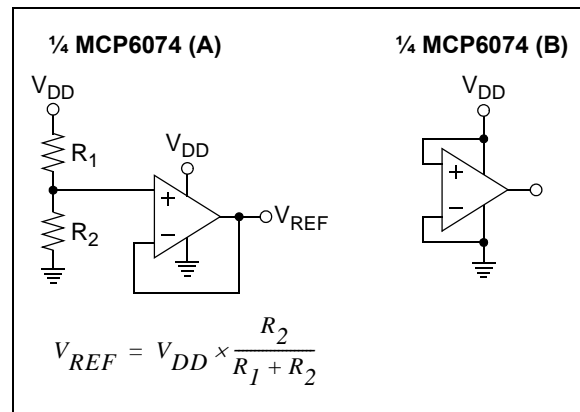 ¼ MCP6074 (A)
¼ MCP6074 (B)
V_DD
R_1
R_2
V_DD
+
–
V_REF
V_DD
+
–
V_REF = V_DD × R_2 / (R_1 + R_2)